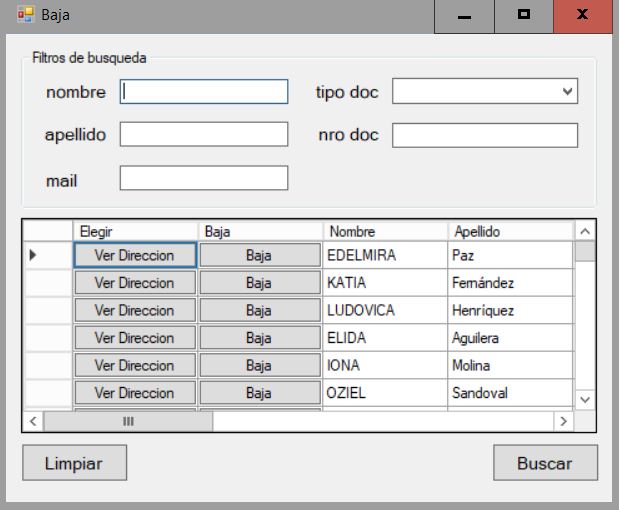 Baja
Filtros de busqueda
nombre tipo doc
apellido nro doc
mail
Elegir Baja Nombre Apellido
Ver Direccion Baja EDELMIRA Paz
Ver Direccion Baja KATIA Fernández
Ver Direccion Baja LUDOVICA Henríquez
Ver Direccion Baja ELIDA Aguilera
Ver Direccion Baja IONA Molina
Ver Direccion Baja OZIEL Sandoval
Limpiar Buscar